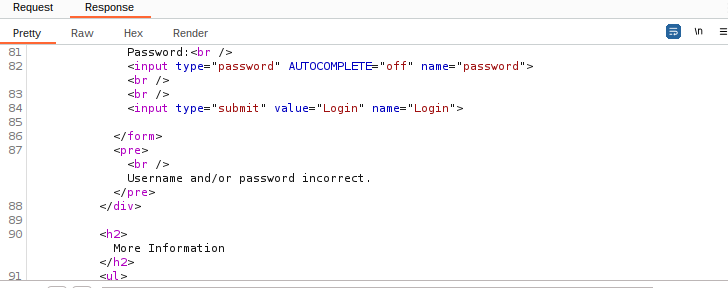 Request Response
Pretty Raw Hex Render \n
81 Password:<br />
82 <input type="password" AUTOCOMPLETE="off" name="password">
<br />
83 <br />
84 <input type="submit" value="Login" name="Login">
85
86 </form>
87 <pre>
<br />
Username and/or password incorrect.
</pre>
88 </div>
89
90 <h2>
More Information
</h2>
91 <ul>